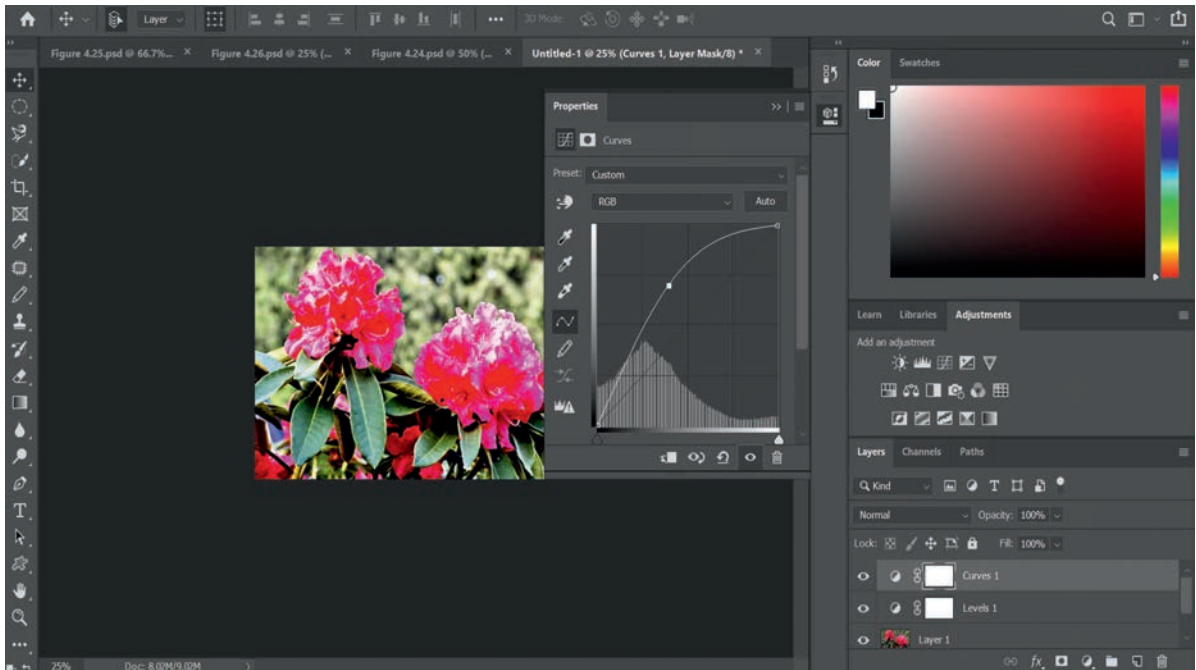 Layer
3D Mode:
Figure 4.25.psd @ 66.7%... ×
Figure 4.26.psd @ 25% (... ×
Figure 4.24.psd @ 50% (... ×
Untitled-1 @ 25% (Curves 1, Layer Mask/8) * ×
Properties
Curves
Preset: Custom
RGB
Auto
Color Swatches
Learn Libraries Adjustments
Add an adjustment
Layers Channels Paths
Kind
T
Normal Opacity: 100%
Lock: Fill: 100%
Curves 1
Levels 1
Layer 1
fx
25% Doc: 8.02M/9.02M